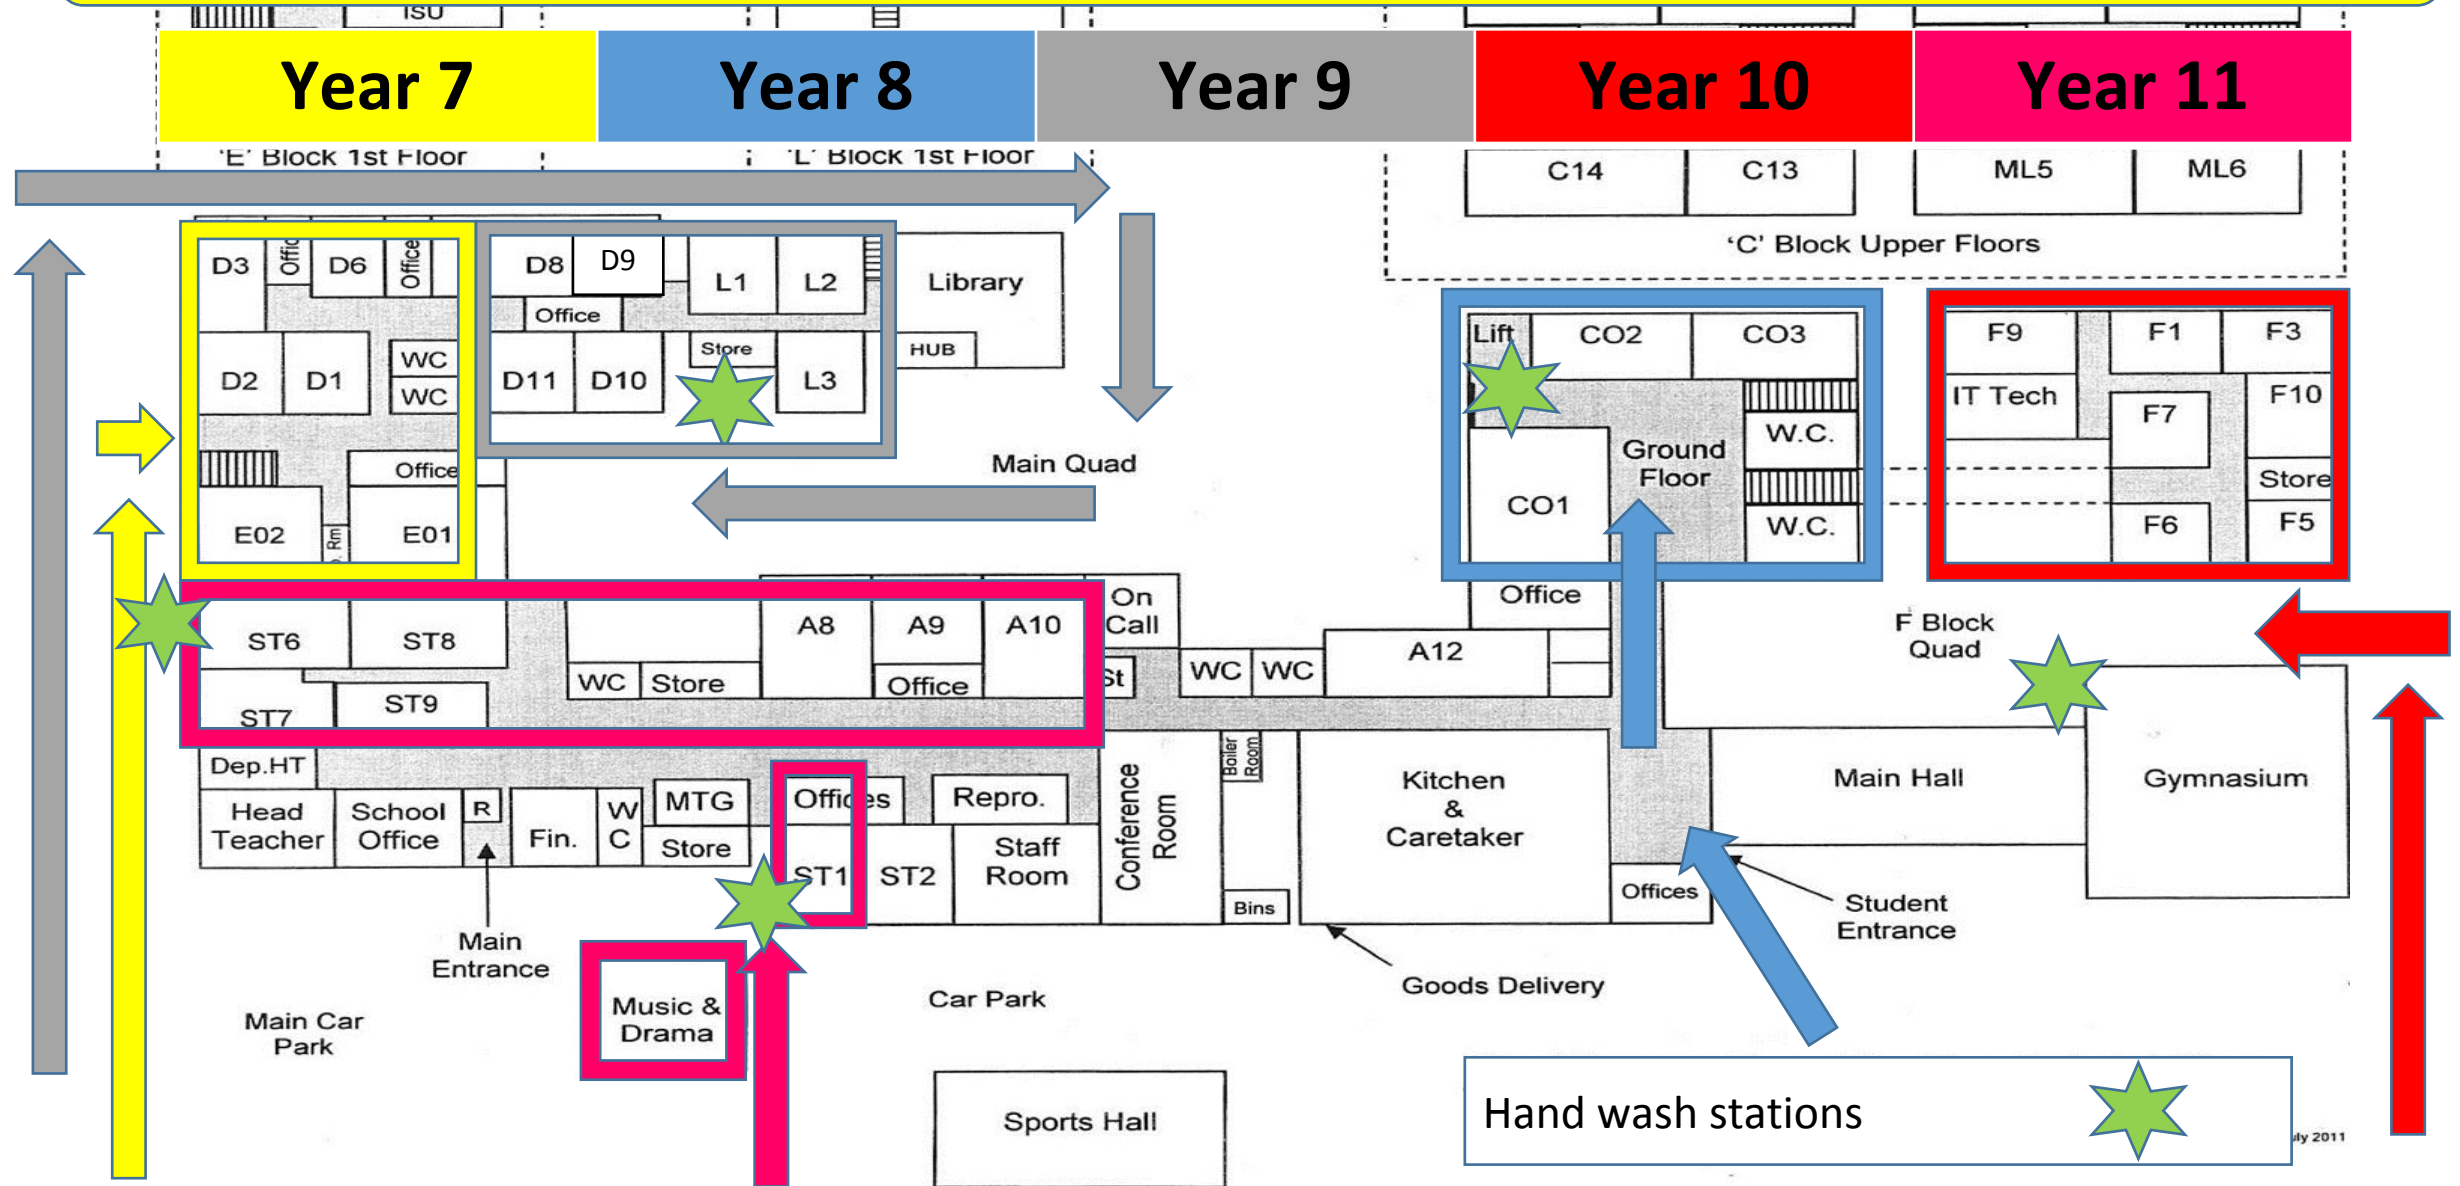 ISU
Year 7
Year 8
Year 9
Year 10
Year 11
'E' Block 1st Floor
'L' Block 1st Floor
C14
C13
ML5
ML6
'C' Block Upper Floors
D3
D6
Office
D8
D9
L1
L2
Library
Office
Store
HUB
D2
D1
WC
WC
D11
D10
L3
Lift
CO2
CO3
F9
F1
F3
IT Tech
F7
F10
W.C.
Ground
Floor
Main Quad
Office
Store
CO1
E02
Rm
E01
W.C.
F6
F5
Office
On
Call
ST6
ST8
A8
A9
A10
F Block
Quad
WC
Store
Office
St
WC
WC
A12
ST7
ST9
Dep.HT
Boiler
Room
Head
Teacher
School
Office
R
Fin.
W
C
MTG
Store
Offices
Repro.
ST1
ST2
Staff
Room
Conference
Room
Bins
Kitchen
&
Caretaker
Main Hall
Gymnasium
Offices
Student
Entrance
Main
Entrance
Goods Delivery
Music &
Drama
Car Park
Main Car
Park
Sports Hall
Hand wash stations
uly 2011